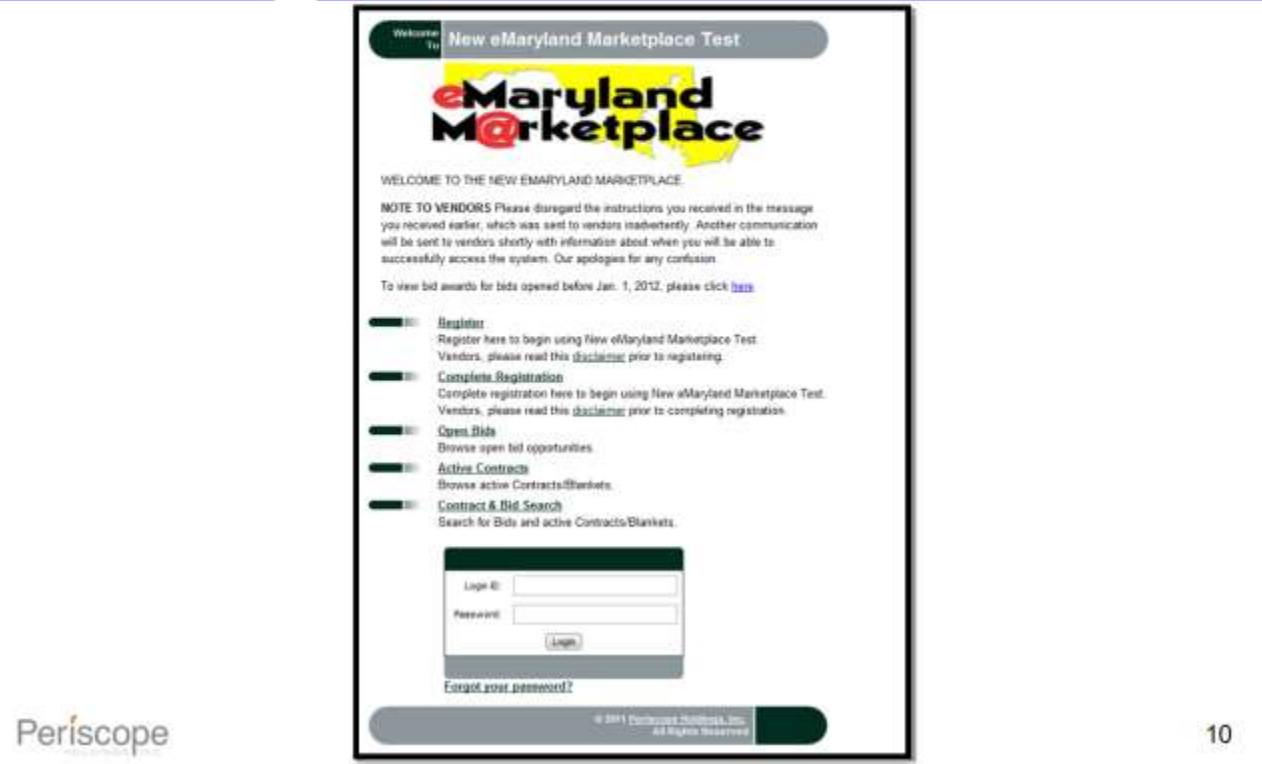 Welcome
To
New eMaryland Marketplace Test
eMaryland
M@rketplace
WELCOME TO THE NEW EMARYLAND MARKETPLACE.
NOTE TO VENDORS Please disregard the instructions you received in the message
you received earlier, which was sent to vendors inadvertently. Another communication
will be sent to vendors shortly with information about when you will be able to
successfully access the system. Our apologies for any confusion.
To view bid awards for bids opened before Jan. 1, 2012, please click here.
Register
Register here to begin using New eMaryland Marketplace Test.
Vendors, please read this disclaimer prior to registering.
Complete Registration
Complete registration here to begin using New eMaryland Marketplace Test.
Vendors, please read this disclaimer prior to completing registration.
Open Bids
Browse open bid opportunities.
Active Contracts
Browse active Contracts/Blankets.
Contract & Bid Search
Search for Bids and active Contracts/Blankets.
Login ID:
Password:
Login
Forgot your password?
© 2011 Periscope Holdings, Inc.
All Rights Reserved
Periscope
HOLDINGS INC
10